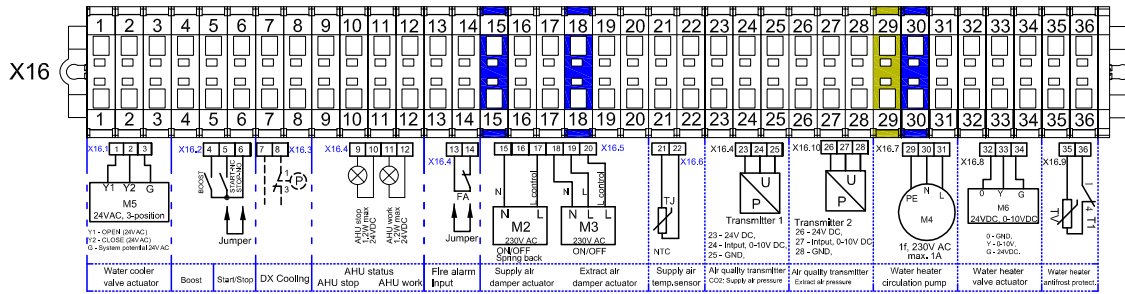 1 2 3 4 5 6 7 8 9 10 11 12 13 14 15 16 17 18 19 20 21 22 23 24 25 26 27 28 29 30 31 32 33 34 35 36
X16
1 2 3 4 5 6 7 8 9 10 11 12 13 14 15 16 17 18 19 20 21 22 23 24 25 26 27 28 29 30 31 32 33 34 35 36
X16.1 1 2 3
Y1 Y2 G
M5
24VAC, 3-position
Y1 - OPEN (24VAC)
Y2 - CLOSE (24VAC)
G - System potential 24V AC
Water cooler
valve actuator
X16.2 4 5 6
BOOST
START-NC
STOP-NO
Jumper
Boost
Start/Stop
7 8 X16.3
1
3
P
DX Cooling
X16.4 9 10 11 12
AHU stop
1,2W max
24VDC
AHU work
1,2W max
24VDC
AHU status
AHU stop AHU work
13 14
X16.4
FA
Jumper
Fire alarm
Input
15 16 17 18 19 20 X16.5
N L control L
N L
M2
230V AC
ON/OFF
Spring back
N L control L
N L
M3
230V AC
ON/OFF
Supply air
damper actuator
Extract air
damper actuator
21 22
X16.6
TJ
NTC
Supply air
temp.sensor
X16.4 23 24 25
U
P
Transmitter 1
23 - 24V DC,
24 - Intput, 0-10V DC,
25 - GND,
Air quality transmitter
CO2; Supply air pressure
X16.10 26 27 28
U
P
Transmitter 2
26 - 24V DC,
27 - Intput, 0-10V DC
28 - GND,
Air quality transmitter
Extract air pressure
X16.7 29 30 31
PE N L
M4
1f, 230V AC
max. 1A
Water heater
circulation pump
32 33 34
X16.8
0 Y G
M6
24VDC, 0-10VDC
0 - GND,
Y - 0-10V,
G - 24VDC.
Water heater
valve actuator
35 36
X16.9
TV
1
4
T1
Water heater
antifrost protect.